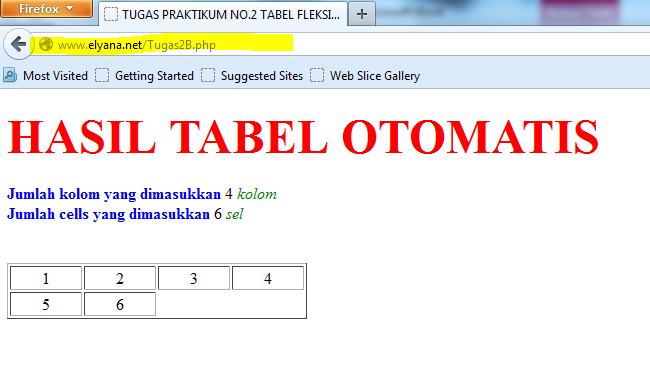 Firefox
TUGAS PRAKTIKUM NO.2 TABEL FLEKSI...
www.elyana.net/Tugas2B.php
Most Visited Getting Started Suggested Sites Web Slice Gallery
HASIL TABEL OTOMATIS
Jumlah kolom yang dimasukkan 4 kolom
Jumlah cells yang dimasukkan 6 sel
1 2 3 4
5 6